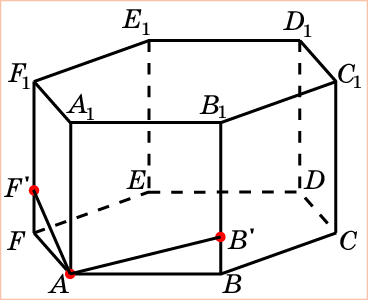 E₁ D₁
F₁ C₁
A₁ B₁
F' E D
F B' C
A B